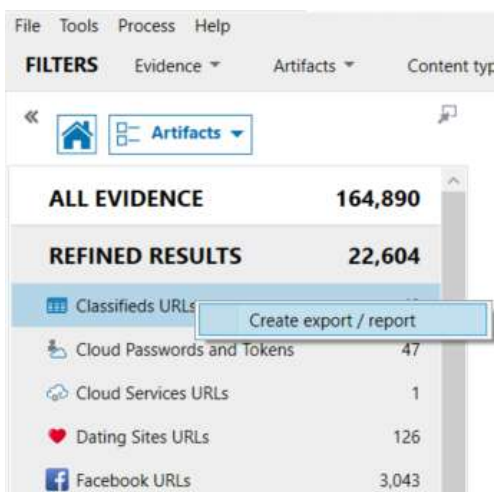 File Tools Process Help
FILTERS Evidence Artifacts Content typ
« Artifacts
ALL EVIDENCE 164,890
REFINED RESULTS 22,604
Classifieds URLs
Create export / report
Cloud Passwords and Tokens 47
Cloud Services URLs 1
Dating Sites URLs 126
Facebook URLs 3,043